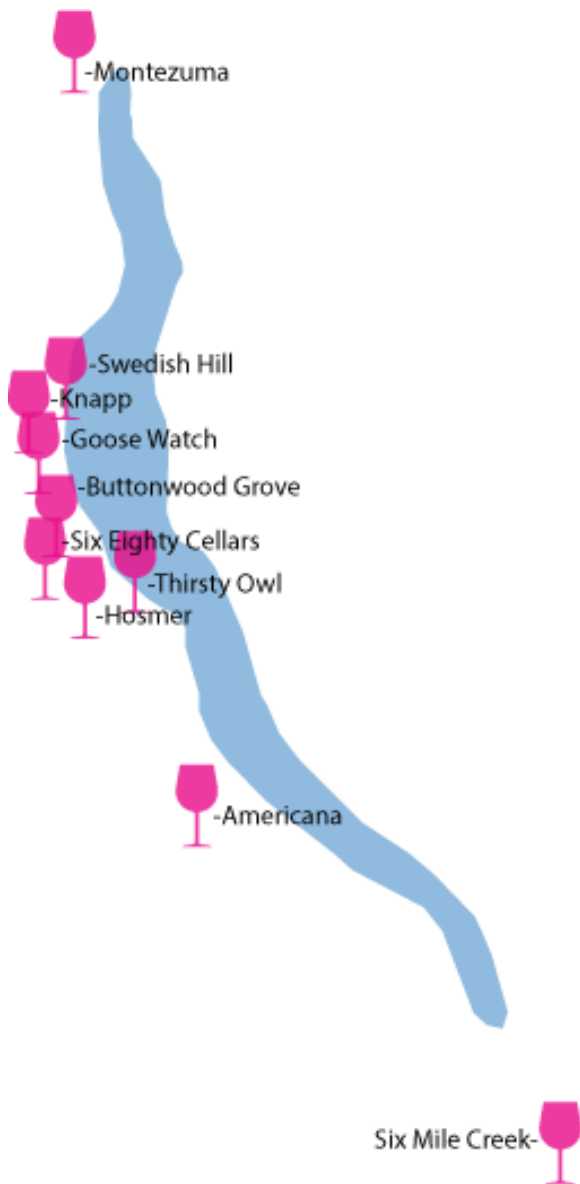 -Montezuma
-Swedish Hill
-Knapp
-Goose Watch
-Buttonwood Grove
-Six Eighty Cellars
-Thirsty Owl
-Hosmer
-Americana
Six Mile Creek-